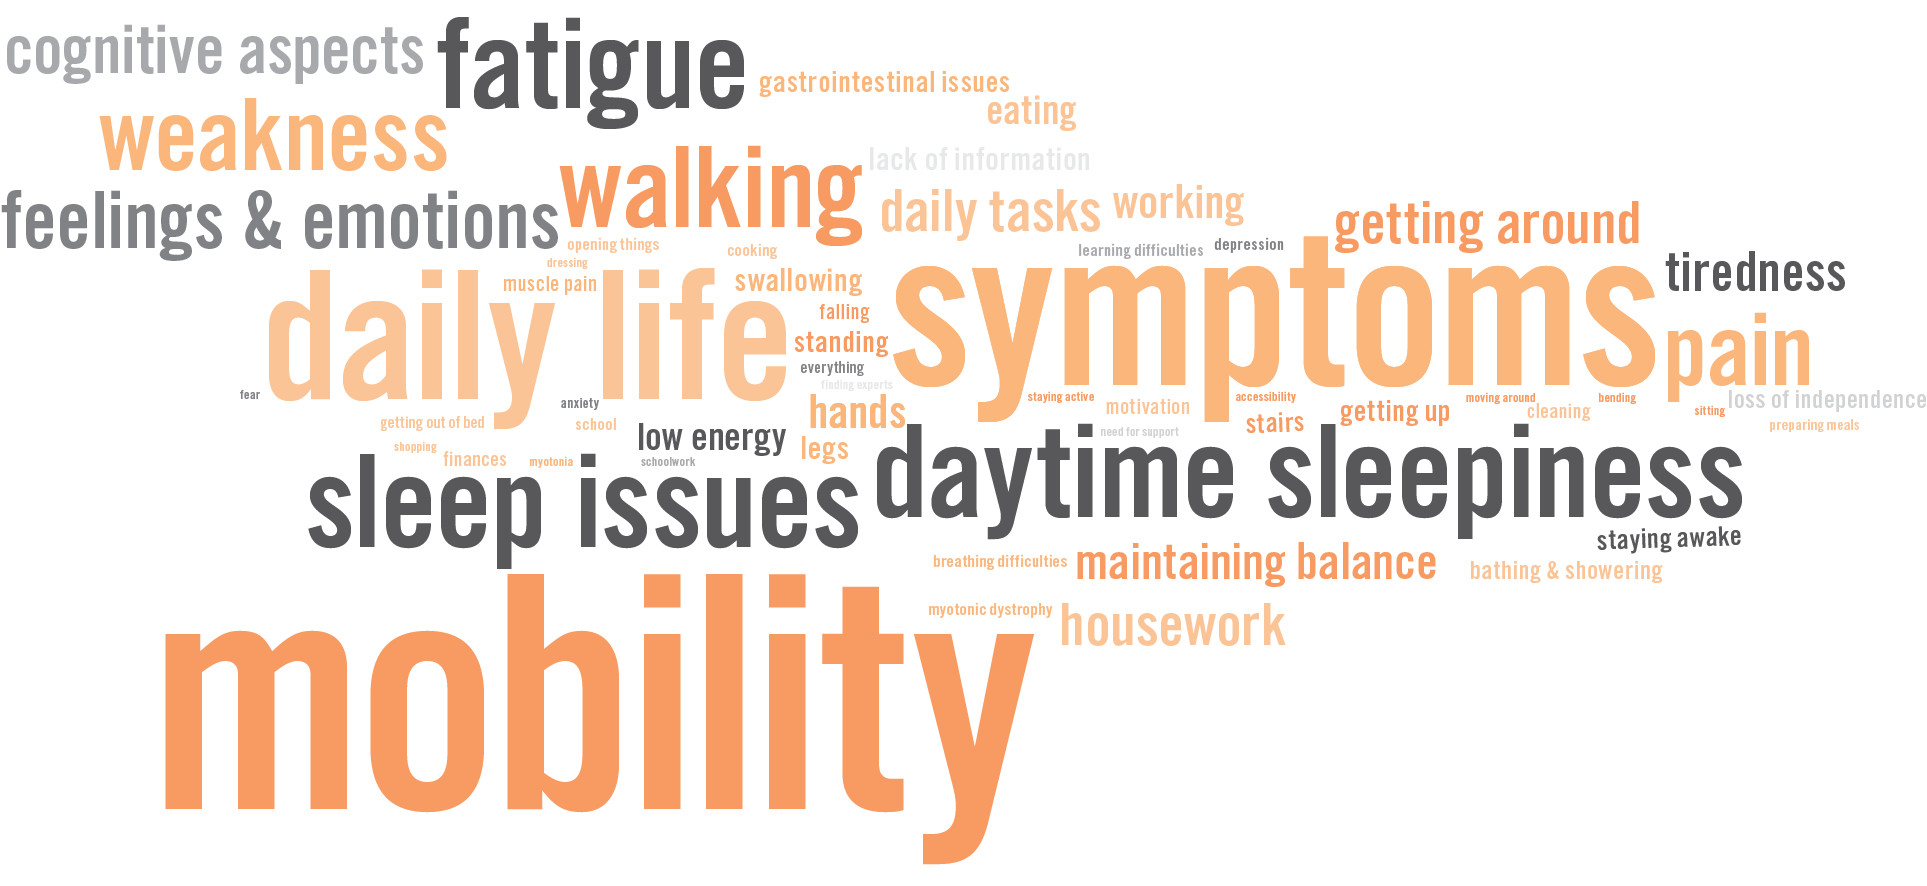 cognitive aspects
fatigue
gastrointestinal issues
eating
weakness
walking
lack of information
feelings & emotions
daily tasks
working
getting around
opening things
cooking
learning difficulties
depression
dressing
muscle pain
daily life
swallowing
symptoms
tiredness
falling
standing
pain
everything
finding experts
fear
anxiety
hands
staying active
motivation
accessibility
getting up
moving around
bending
cleaning
sitting
loss of independence
getting out of bed
school
low energy
stairs
need for support
preparing meals
shopping
finances
myotonia
schoolwork
legs
sleep issues
daytime sleepiness
staying awake
breathing difficulties
maintaining balance
bathing & showering
mobility
myotonic dystrophy
housework